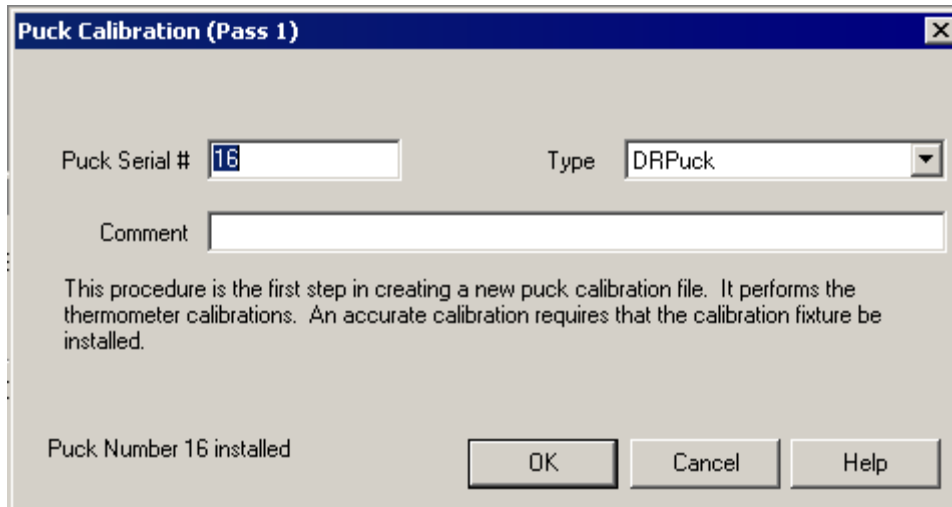 Puck Calibration (Pass 1)
Puck Serial # 16 Type DRPuck
Comment
This procedure is the first step in creating a new puck calibration file. It performs the
thermometer calibrations. An accurate calibration requires that the calibration fixture be
installed.
Puck Number 16 installed OK Cancel Help